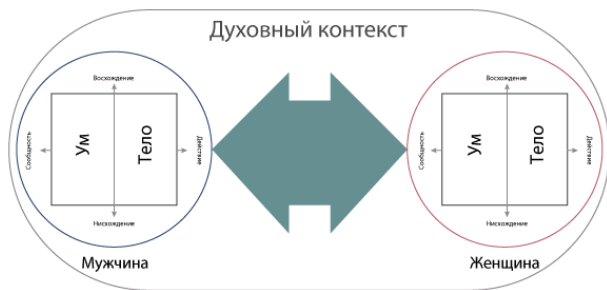 Духовный контекст
Восхождение
Сообщность
Ум
Тело
Действие
Нисхождение
Мужчина
Восхождение
Сообщность
Ум
Тело
Действие
Нисхождение
Женщина